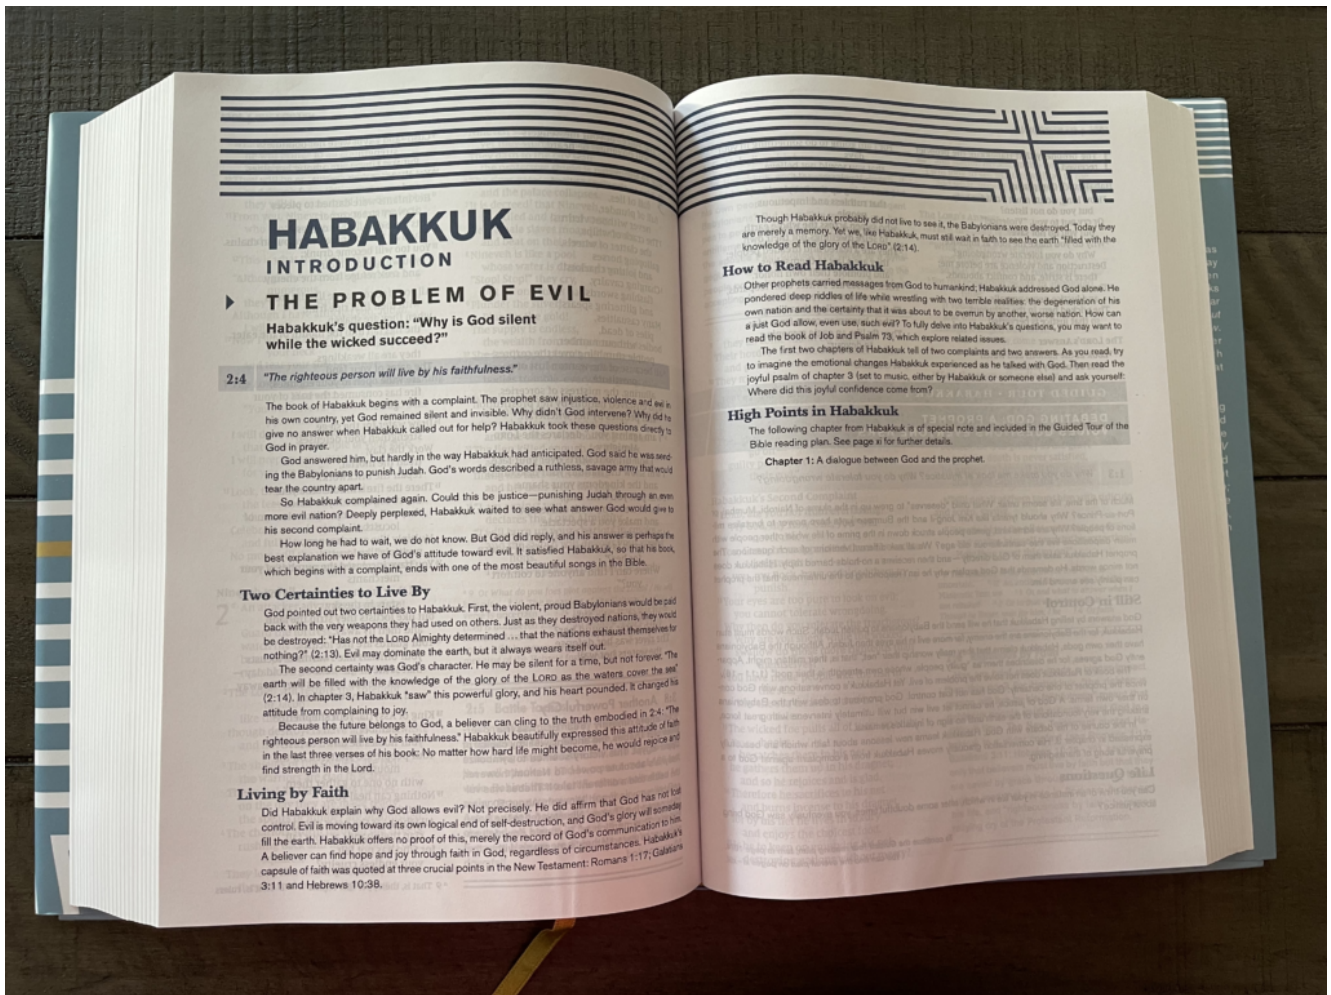 HABAKKUK
INTRODUCTION
THE PROBLEM OF EVIL
Habakkuk's question: “Why is God silent
while the wicked succeed?”
2:4 “The righteous person will live by his faithfulness.”
The book of Habakkuk begins with a complaint. The prophet saw injustice, violence and evil in
his own country, yet God remained silent and invisible. Why didn't God intervene? Why did he
give no answer when Habakkuk called out for help? Habakkuk took these questions directly to
God in prayer.
God answered him, but hardly in the way Habakkuk had anticipated. God said he was send-
ing the Babylonians to punish Judah. God's words described a ruthless, savage army that would
tear the country apart.
So Habakkuk complained again. Could this be justice—punishing Judah through an even
more evil nation? Deeply perplexed, Habakkuk waited to see what answer God would give to
his second complaint.
How long he had to wait, we do not know. But God did reply, and his answer is perhaps the
best explanation we have of God's attitude toward evil. It satisfied Habakkuk, so that his book,
which begins with a complaint, ends with one of the most beautiful songs in the Bible.
Two Certainties to Live By
God pointed out two certainties to Habakkuk. First, the violent, proud Babylonians would be paid
back with the very weapons they had used on others. Just as they destroyed nations, they would
be destroyed: “Has not the LORD Almighty determined ... that the nations exhaust themselves for
nothing?” (2:13). Evil may dominate the earth, but it always wears itself out.
The second certainty was God's character. He may be silent for a time, but not forever. “The
earth will be filled with the knowledge of the glory of the LORD as the waters cover the sea”
(2:14). In chapter 3, Habakkuk “saw” this powerful glory, and his heart pounded. It changed his
attitude from complaining to joy.
Because the future belongs to God, a believer can cling to the truth embodied in 2:4: “The
righteous person will live by his faithfulness.” Habakkuk beautifully expressed this attitude of faith
in the last three verses of his book: No matter how hard life might become, he would rejoice and
find strength in the Lord.
Living by Faith
Did Habakkuk explain why God allows evil? Not precisely. He did affirm that God has not lost
control. Evil is moving toward its own logical end of self-destruction, and God's glory will someday
fill the earth. Habakkuk offers no proof of this, merely the record of God's communication to him.
A believer can find hope and joy through faith in God, regardless of circumstances. Habakkuk's
capsule of faith was quoted at three crucial points in the New Testament: Romans 1:17; Galatians
3:11 and Hebrews 10:38.
Though Habakkuk probably did not live to see it, the Babylonians were destroyed. Today they
are merely a memory. Yet we, like Habakkuk, must still wait in faith to see the earth “filled with the
knowledge of the glory of the LORD” (2:14).
How to Read Habakkuk
Other prophets carried messages from God to humankind; Habakkuk addressed God alone. He
pondered deep riddles of life while wrestling with two terrible realities: the degeneration of his
own nation and the certainty that it was about to be overrun by another, worse nation. How can
a just God allow, even use, such evil? To fully delve into Habakkuk's questions, you may want to
read the book of Job and Psalm 73, which explore related issues.
The first two chapters of Habakkuk tell of two complaints and two answers. As you read, try
to imagine the emotional changes Habakkuk experienced as he talked with God. Then read the
joyful psalm of chapter 3 (set to music, either by Habakkuk or someone else) and ask yourself:
Where did this joyful confidence come from?
High Points in Habakkuk
The following chapter from Habakkuk is of special note and included in the Guided Tour of the
Bible reading plan. See page xi for further details.
Chapter 1: A dialogue between God and the prophet.